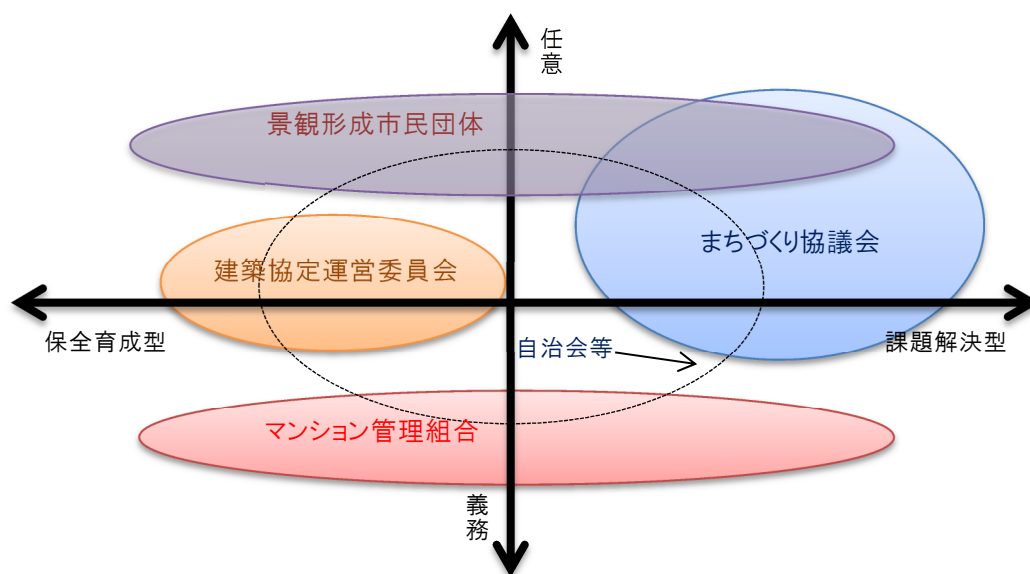 任意
景観形成市民団体
まちづくり協議会
建築協定運営委員会
保全育成型
課題解決型
自治会等
マンション管理組合
義務